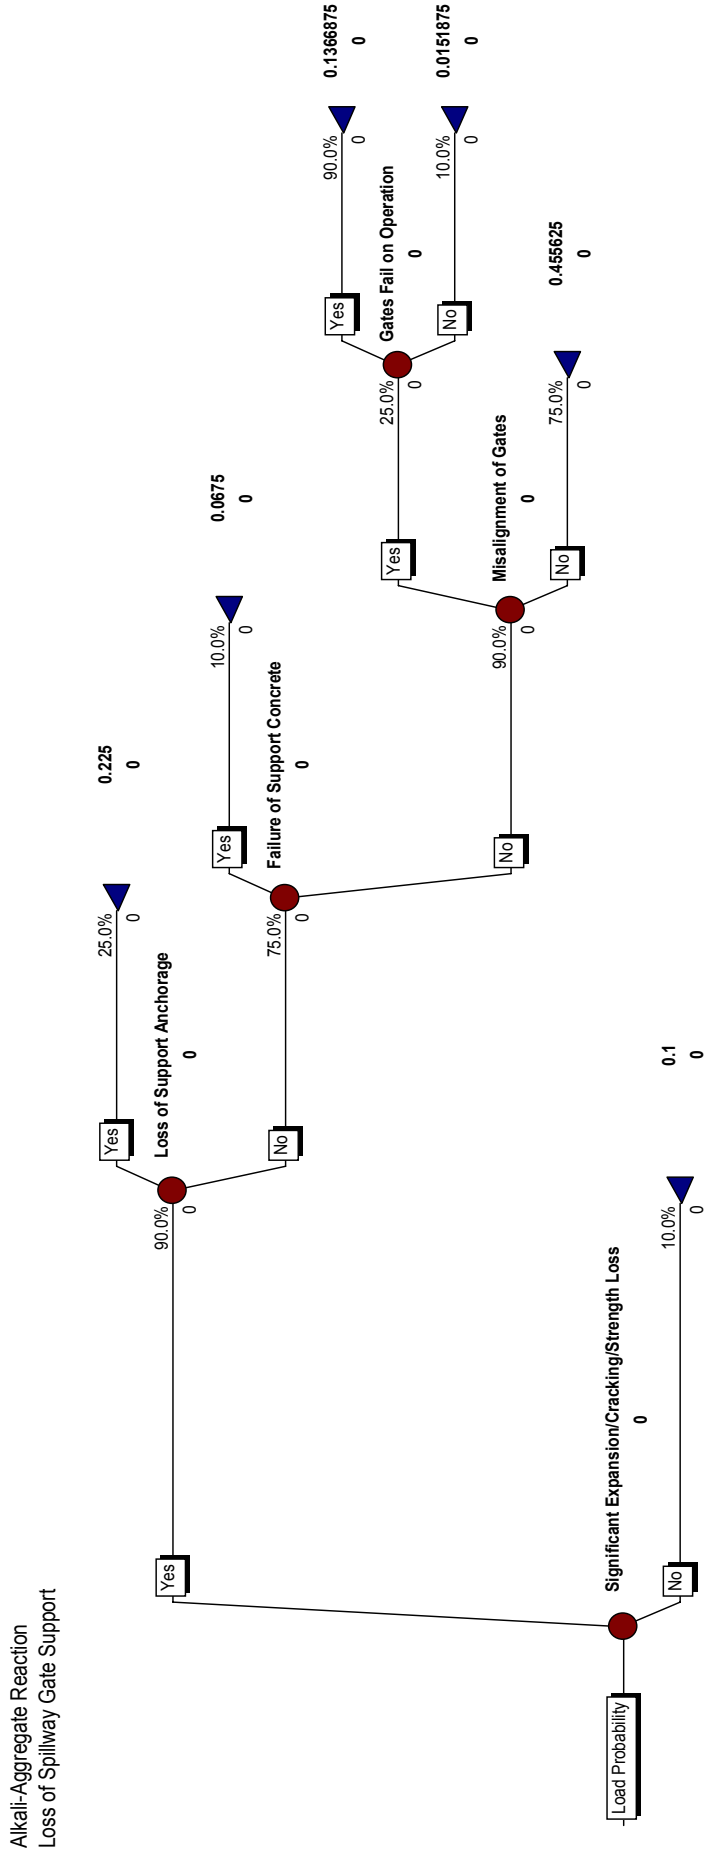 Alkali-Aggregate Reaction
Loss of Spillway Gate Support
Load Probability
Significant Expansion/Cracking/Strength Loss
0
Yes
90.0%
0
Loss of Support Anchorage
0
Yes
25.0%
0
0.225
0
No
75.0%
0
Failure of Support Concrete
0
Yes
10.0%
0
0.0675
0
No
90.0%
0
Misalignment of Gates
0
Yes
25.0%
0
Gates Fail on Operation
0
Yes
90.0%
0
0.1366875
0
No
10.0%
0
0.0151875
0
No
75.0%
0
0.455625
0
No
10.0%
0
0.1
0